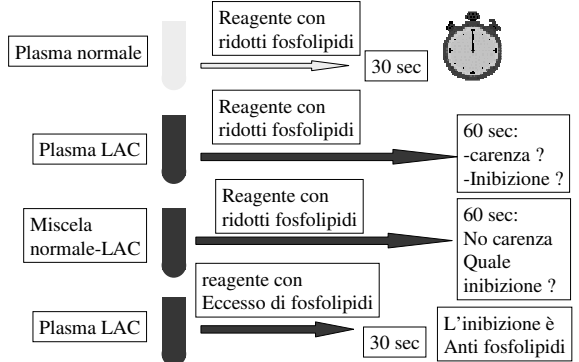 Plasma normale
Reagente con
ridotti fosfolipidi
30 sec
Plasma LAC
Reagente con
ridotti fosfolipidi
60 sec:
-carenza ?
-Inibizione ?
Miscela
normale-LAC
Reagente con
ridotti fosfolipidi
60 sec:
No carenza
Quale
inibizione ?
Plasma LAC
reagente con
Eccesso di fosfolipidi
30 sec
L'inibizione è
Anti fosfolipidi